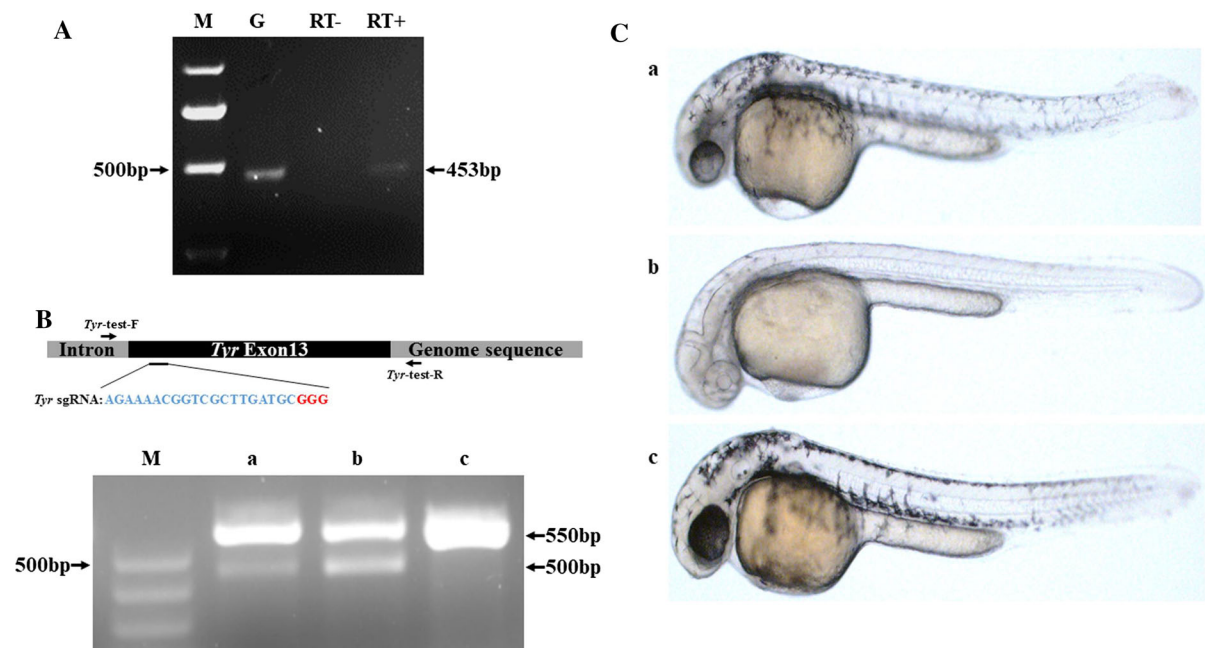 A
M G RT- RT+
500bp
453bp
B
Tyr-test-F
Intron
Tyr Exon13
Genome sequence
Tyr-test-R
Tyr sgRNA:AGAAAACGGTCGCTTGATGCGGG
M a b c
500bp
550bp
500bp
C
a
b
c